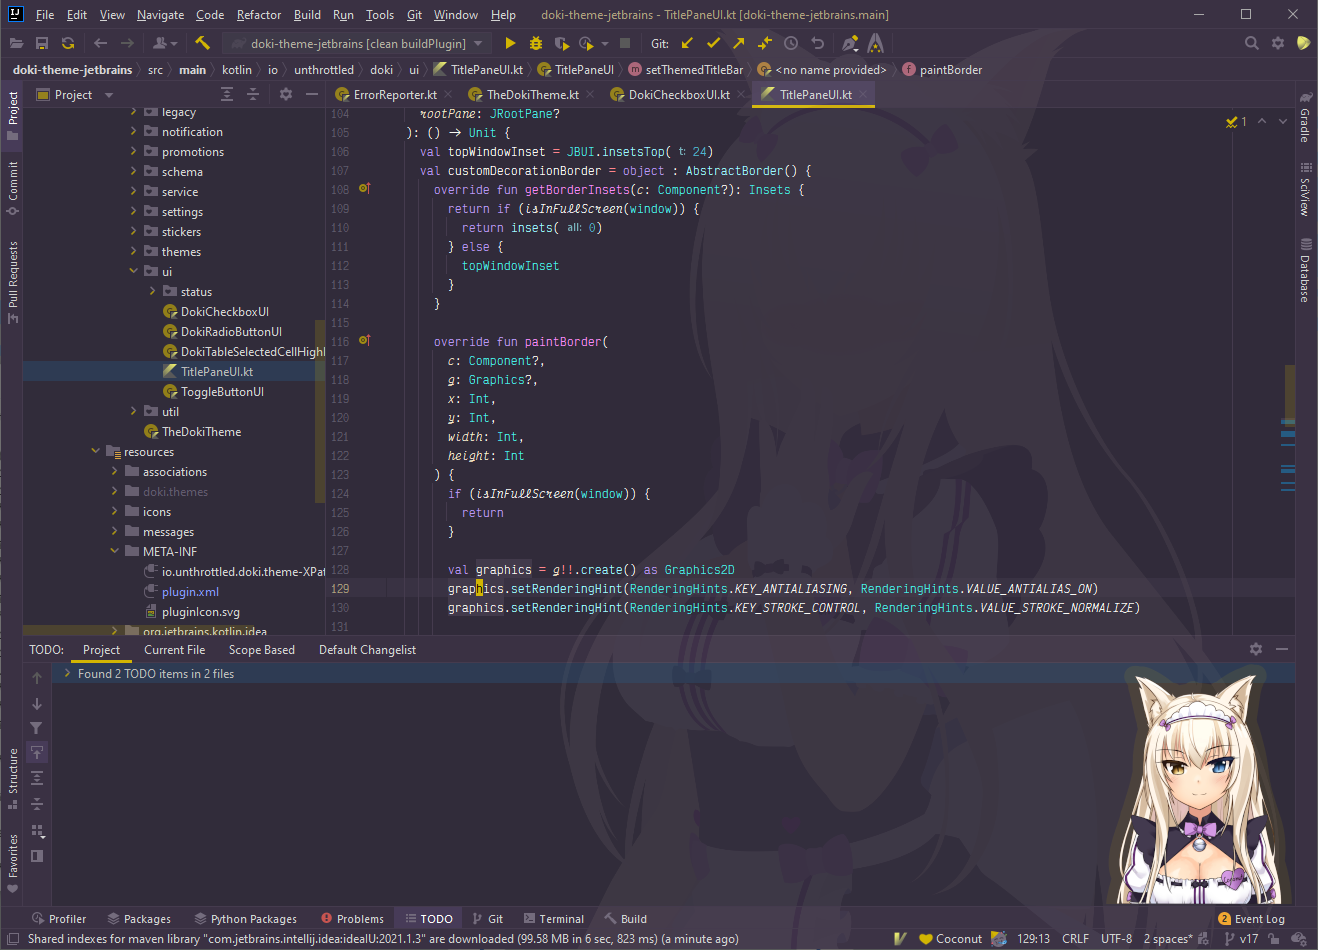 IJ File Edit View Navigate Code Refactor Build Run Tools Git Window Help doki-theme-jetbrains - TitlePaneUI.kt [doki-theme-jetbrains.main]
doki-theme-jetbrains [clean buildPlugin] Git:
doki-theme-jetbrains src main kotlin io unthrottled doki ui TitlePaneUI.kt TitlePaneUI setThemedTitleBar <no name provided> paintBorder
Project
ErrorReporter.kt TheDokiTheme.kt DokiCheckboxUI.kt TitlePaneUI.kt
Project
Commit
Pull Requests
Structure
Favorites
legacy
notification
promotions
schema
service
settings
stickers
themes
ui
status
DokiCheckboxUI
DokiRadioButtonUI
DokiTableSelectedCellHighl
TitlePaneUI.kt
ToggleButtonUI
util
TheDokiTheme
resources
associations
doki.themes
icons
messages
META-INF
io.unthrottled.doki.theme-XPat
plugin.xml
pluginIcon.svg
org.jetbrains.kotlin.idea
104 rootPane: JRootPane?
105 ): () -> Unit {
106 val topWindowInset = JBUI.insetsTop( t: 24)
107 val customDecorationBorder = object : AbstractBorder() {
108 override fun getBorderInsets(c: Component?): Insets {
109 return if (isInFullScreen(window)) {
110 return insets( all: 0)
111 } else {
112 topWindowInset
113 }
114 }
115
116 override fun paintBorder(
117 c: Component?,
118 g: Graphics?,
119 x: Int,
120 y: Int,
121 width: Int,
122 height: Int
123 ) {
124 if (isInFullScreen(window)) {
125 return
126 }
127
128 val graphics = g!!.create() as Graphics2D
129 graphics.setRenderingHint(RenderingHints.KEY_ANTIALIASING, RenderingHints.VALUE_ANTIALIAS_ON)
130 graphics.setRenderingHint(RenderingHints.KEY_STROKE_CONTROL, RenderingHints.VALUE_STROKE_NORMALIZE)
131
1
Gradle
SciView
Database
TODO: Project Current File Scope Based Default Changelist
Found 2 TODO items in 2 files
Profiler Packages Python Packages Problems TODO Git Terminal Build 2 Event Log
Shared indexes for maven library "com.jetbrains.intellij.idea:ideaIU:2021.1.3" are downloaded (99.58 MB in 6 sec, 823 ms) (a minute ago) Coconut 129:13 CRLF UTF-8 2 spaces* v17